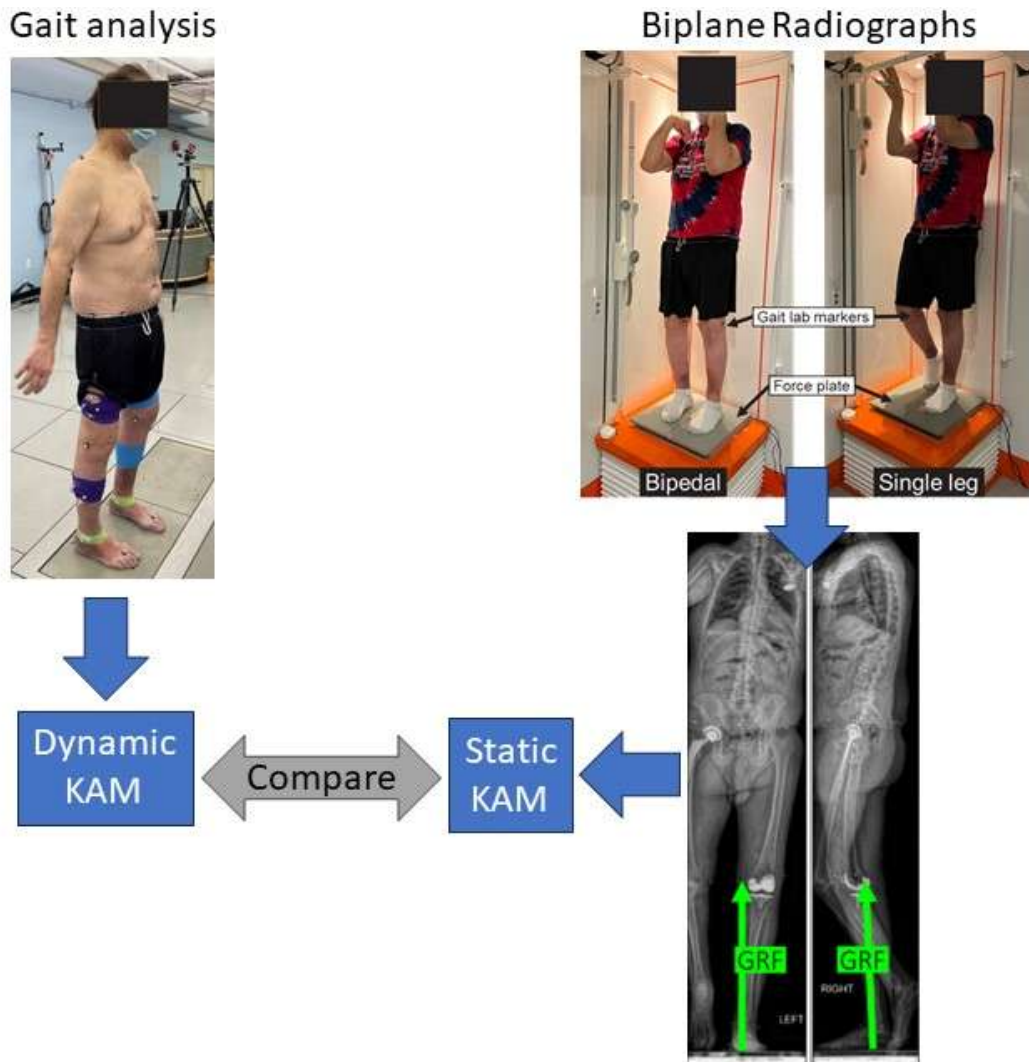 Gait analysis
Biplane Radiographs
Gait lab markers
Force plate
Bipedal
Single leg
Dynamic
KAM
Compare
Static
KAM
GRF
GRF
RIGHT
LEFT